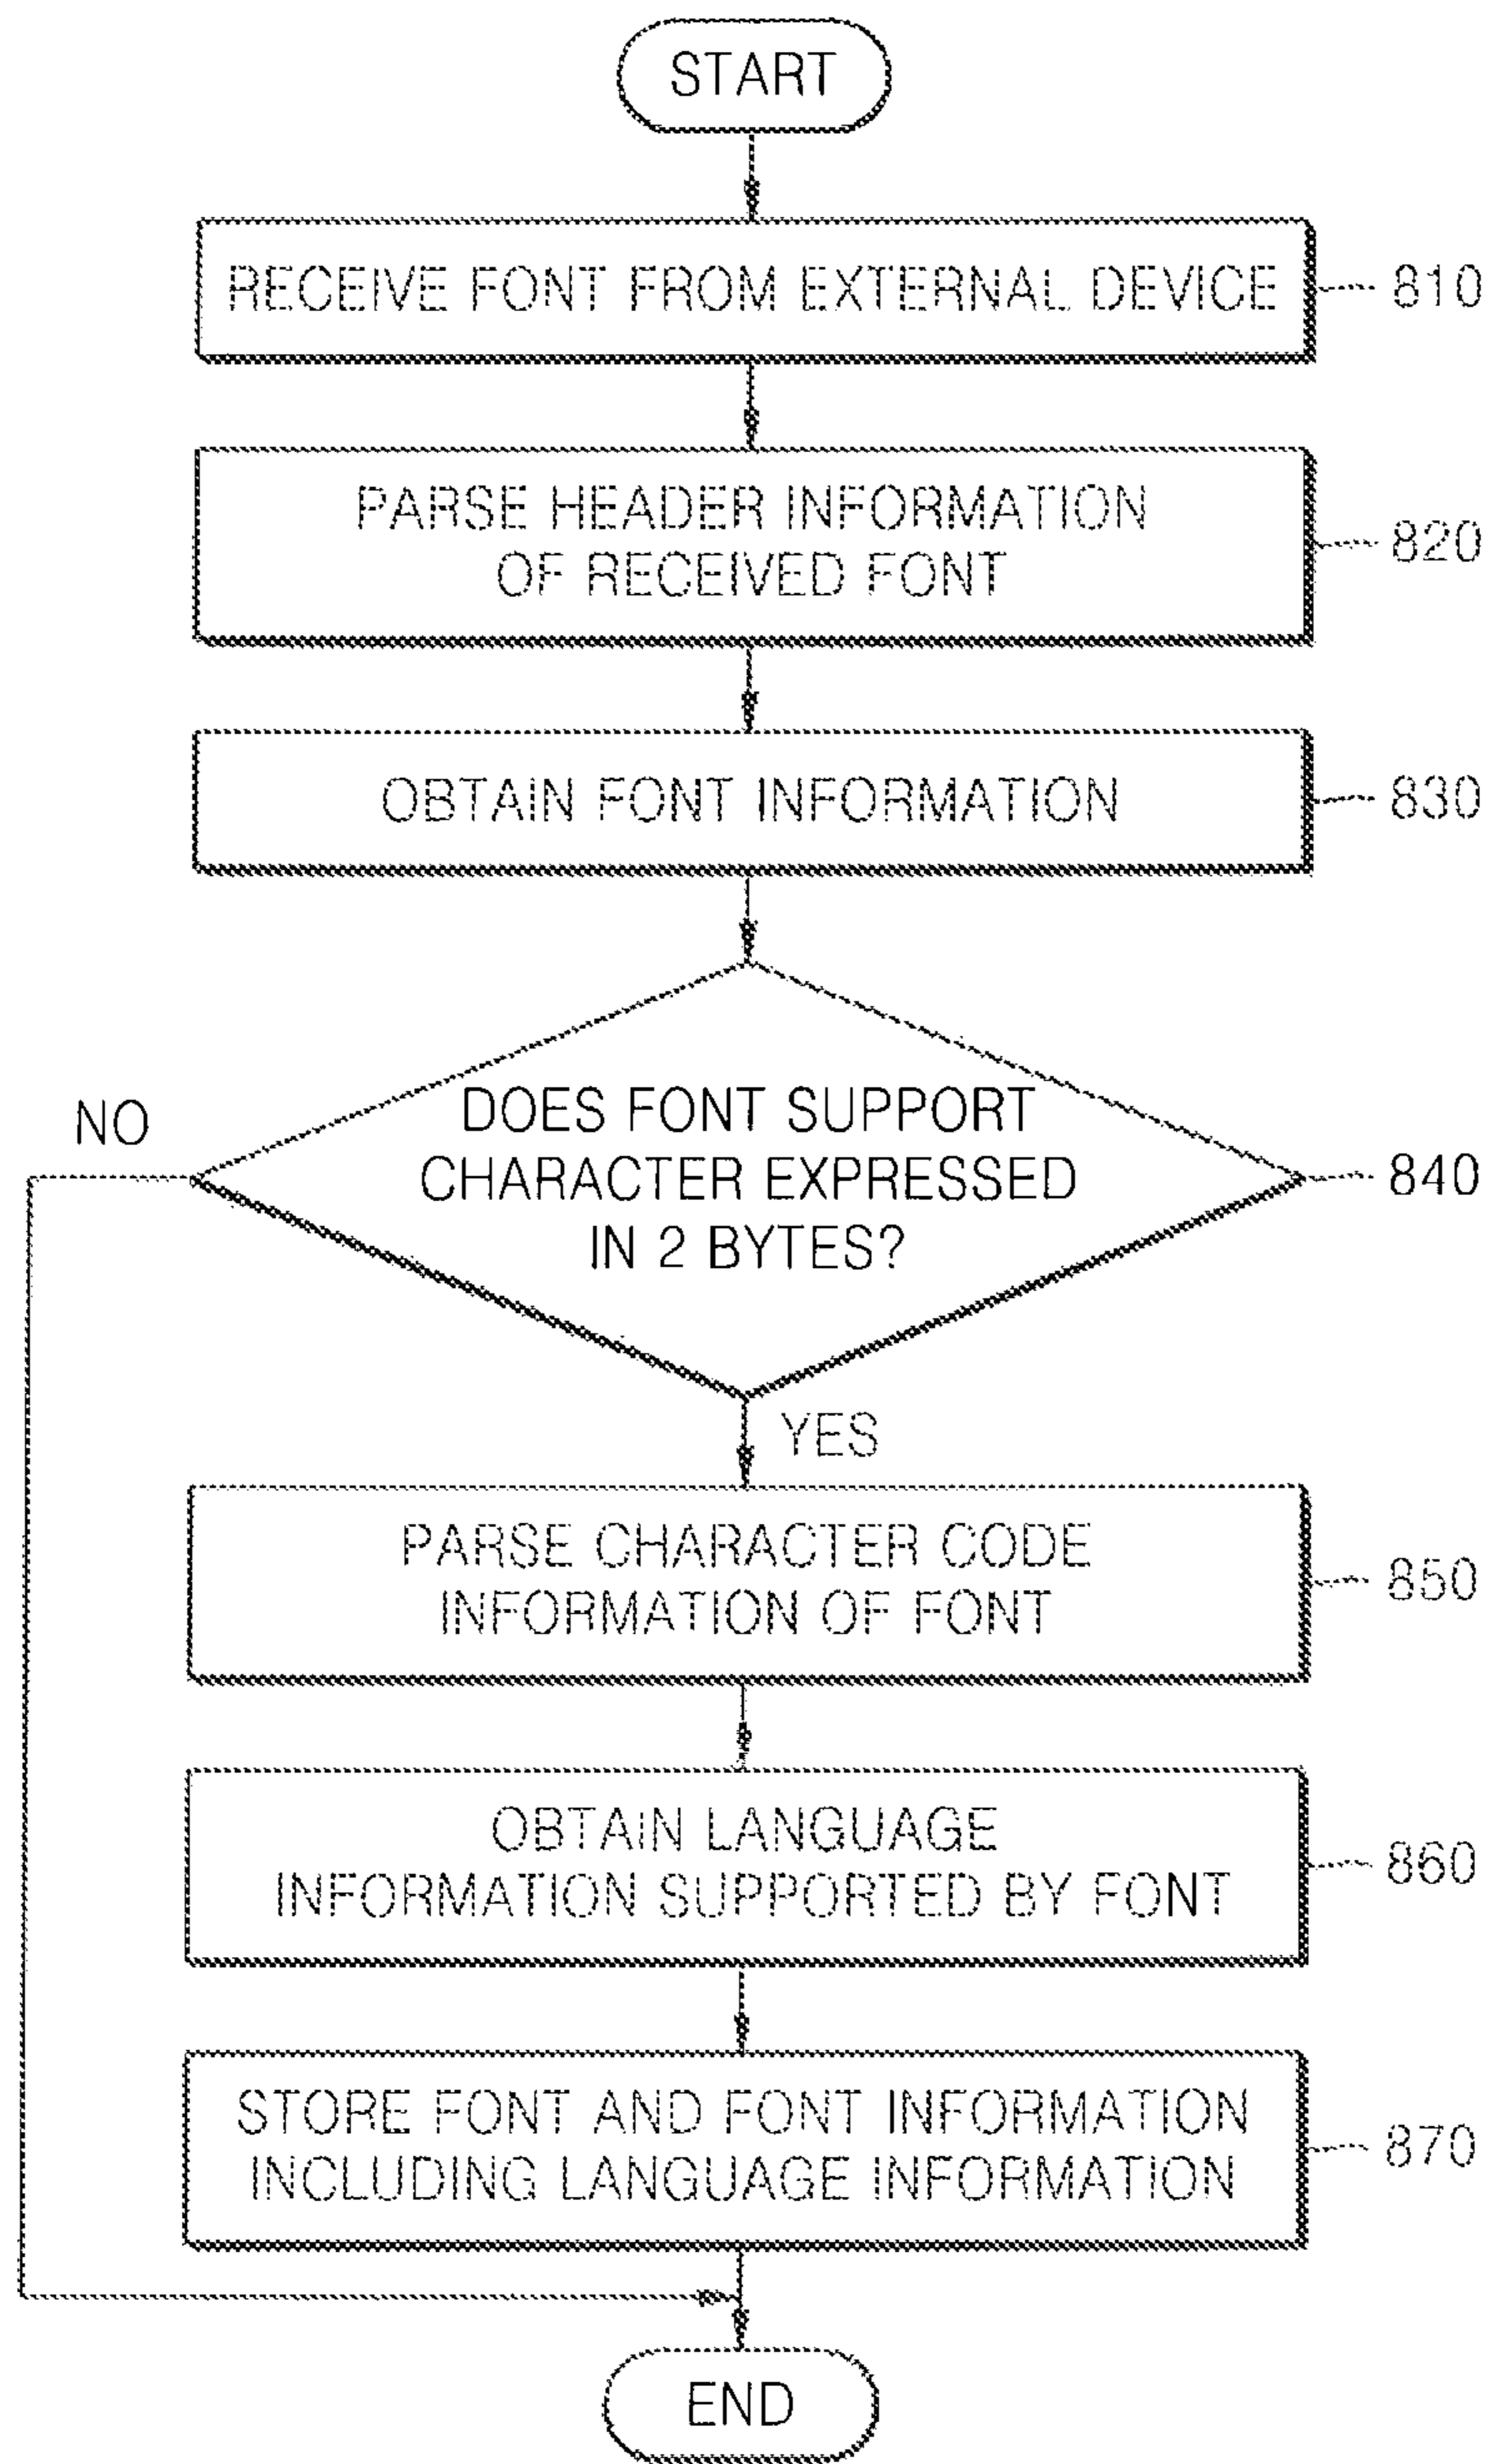 START
RECEIVE FONT FROM EXTERNAL DEVICE
810
PARSE HEADER INFORMATION
OF RECEIVED FONT
820
OBTAIN FONT INFORMATION
830
DOES FONT SUPPORT
CHARACTER EXPRESSED
IN 2 BYTES?
840
NO
YES
PARSE CHARACTER CODE
INFORMATION OF FONT
850
OBTAIN LANGUAGE
INFORMATION SUPPORTED BY FONT
860
STORE FONT AND FONT INFORMATION
INCLUDING LANGUAGE INFORMATION
870
END